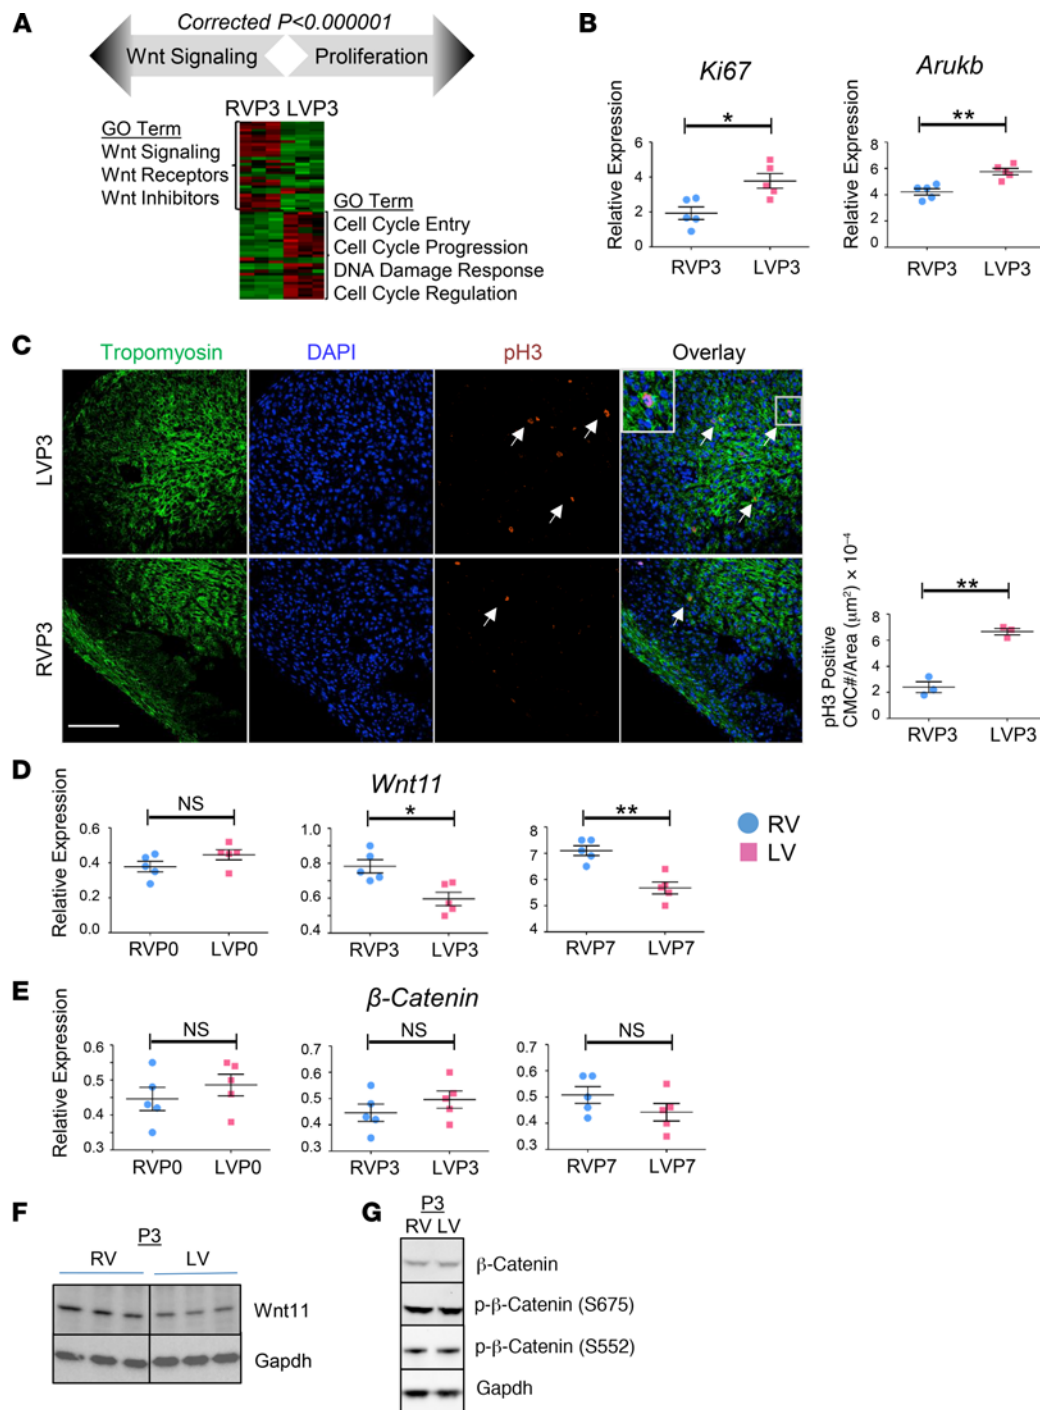 A
Corrected P<0.000001
Wnt Signaling
Proliferation
RVP3 LVP3
GO Term
Wnt Signaling
Wnt Receptors
Wnt Inhibitors
GO Term
Cell Cycle Entry
Cell Cycle Progression
DNA Damage Response
Cell Cycle Regulation
B
Ki67
*
Relative Expression
6
4
2
0
RVP3
LVP3
Arukb
**
Relative Expression
8
6
4
2
0
RVP3
LVP3
C
Tropomyosin
DAPI
pH3
Overlay
LVP3
RVP3
**
pH3 Positive
CMC#/Area (μm²) × 10⁻⁴
8
6
4
2
0
RVP3
LVP3
D
Wnt11
NS
Relative Expression
0.6
0.4
0.2
0.0
RVP0
LVP0
*
1.0
0.8
0.6
0.4
RVP3
LVP3
**
8
7
6
5
4
RVP7
LVP7
RV
LV
E
β-Catenin
NS
Relative Expression
0.6
0.5
0.4
0.3
RVP0
LVP0
NS
0.7
0.6
0.5
0.4
0.3
RVP3
LVP3
NS
0.7
0.6
0.5
0.4
0.3
RVP7
LVP7
F
P3
RV
LV
Wnt11
Gapdh
G
P3
RV LV
β-Catenin
p-β-Catenin (S675)
p-β-Catenin (S552)
Gapdh